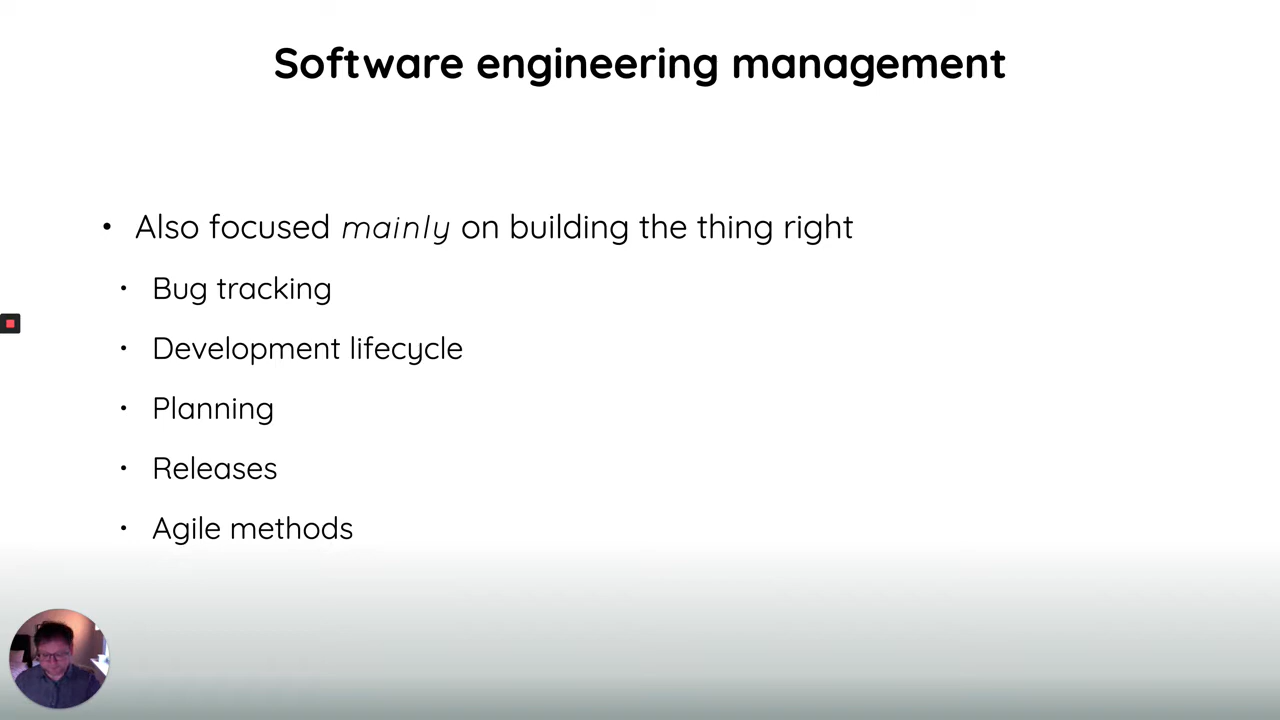 Software engineering management
• Also focused mainly on building the thing right
• Bug tracking
• Development lifecycle
• Planning
• Releases
• Agile methods